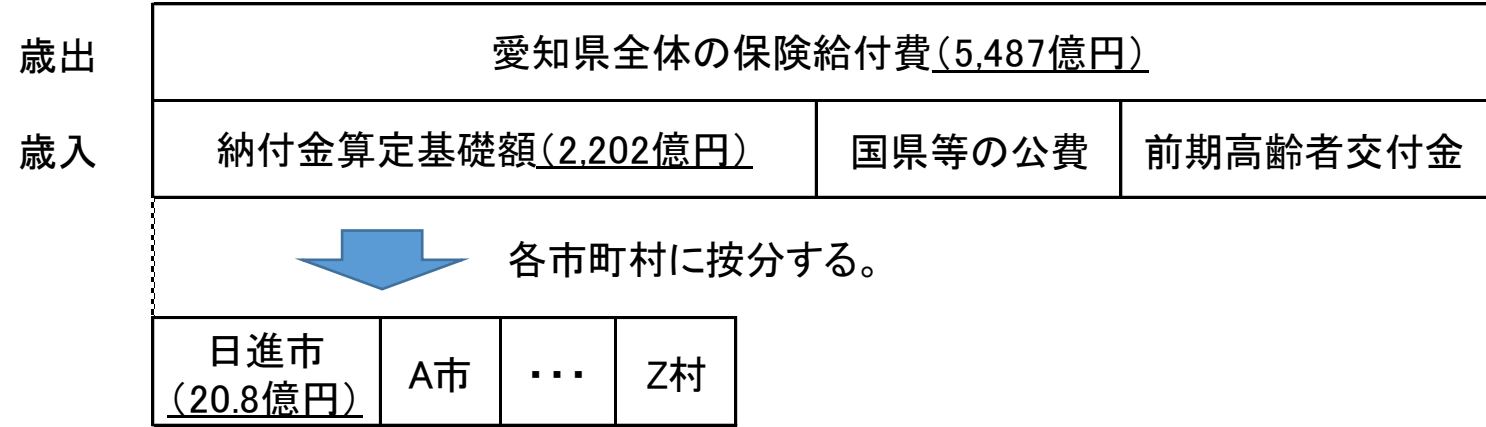 歳出
愛知県全体の保険給付費(5,487億円)
歳入
納付金算定基礎額(2,202億円)
国県等の公費
前期高齢者交付金
各市町村に按分する。
日進市
(20.8億円)
A市
・・・
Z村